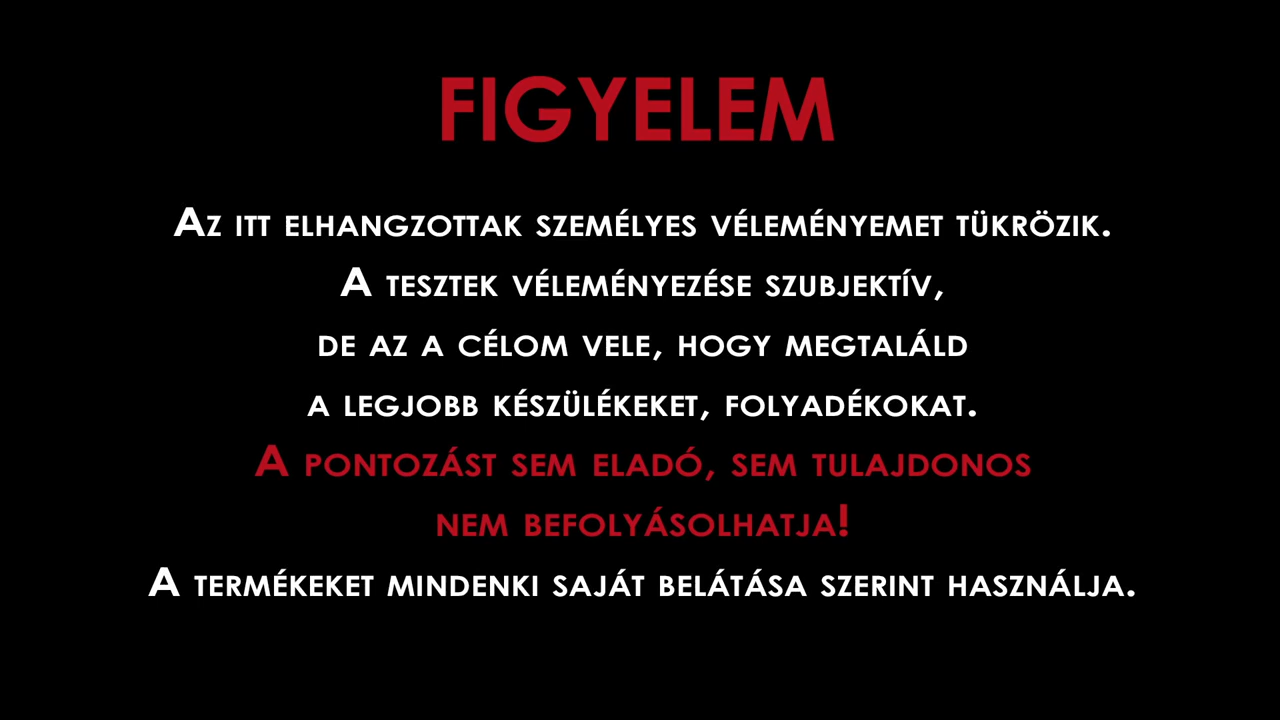 FIGYELEM
Az itt elhangzottak személyes véleményemet tükrözik.
A tesztek véleményezése szubjektív,
de az a célom vele, hogy megtaláld
a legjobb készülékeket, folyadékokat.
A pontozást sem eladó, sem tulajdonos
nem befolyásolhatja!
A termékeket mindenki saját belátása szerint használja.